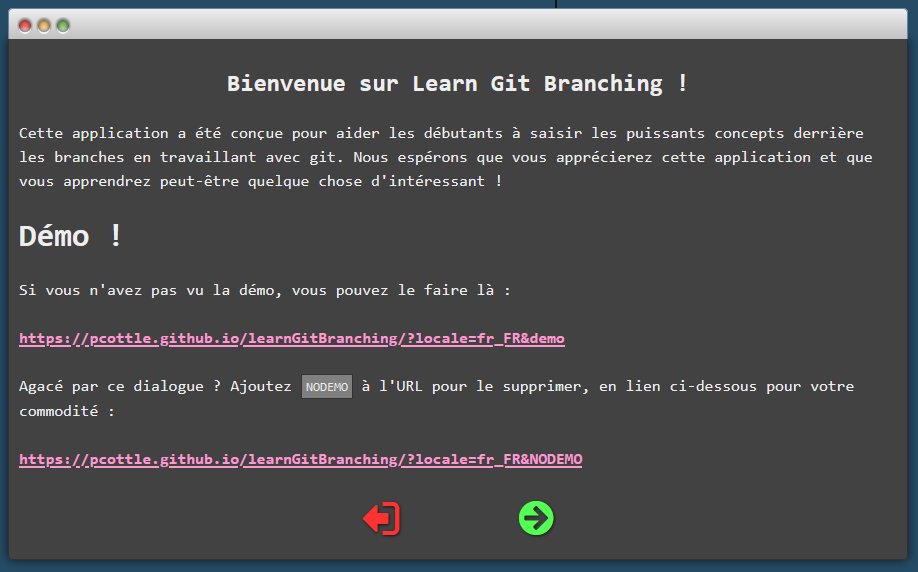 Bienvenue sur Learn Git Branching !
Cette application a été conçue pour aider les débutants à saisir les puissants concepts derrière
les branches en travaillant avec git. Nous espérons que vous apprécierez cette application et que
vous apprendrez peut-être quelque chose d'intéressant !
Démo !
Si vous n'avez pas vu la démo, vous pouvez le faire là :
https://pcottle.github.io/learnGitBranching/?locale=fr_FR&demo
Agacé par ce dialogue ? Ajoutez NODEMO à l'URL pour le supprimer, en lien ci-dessous pour votre
commodité :
https://pcottle.github.io/learnGitBranching/?locale=fr_FR&NODEMO